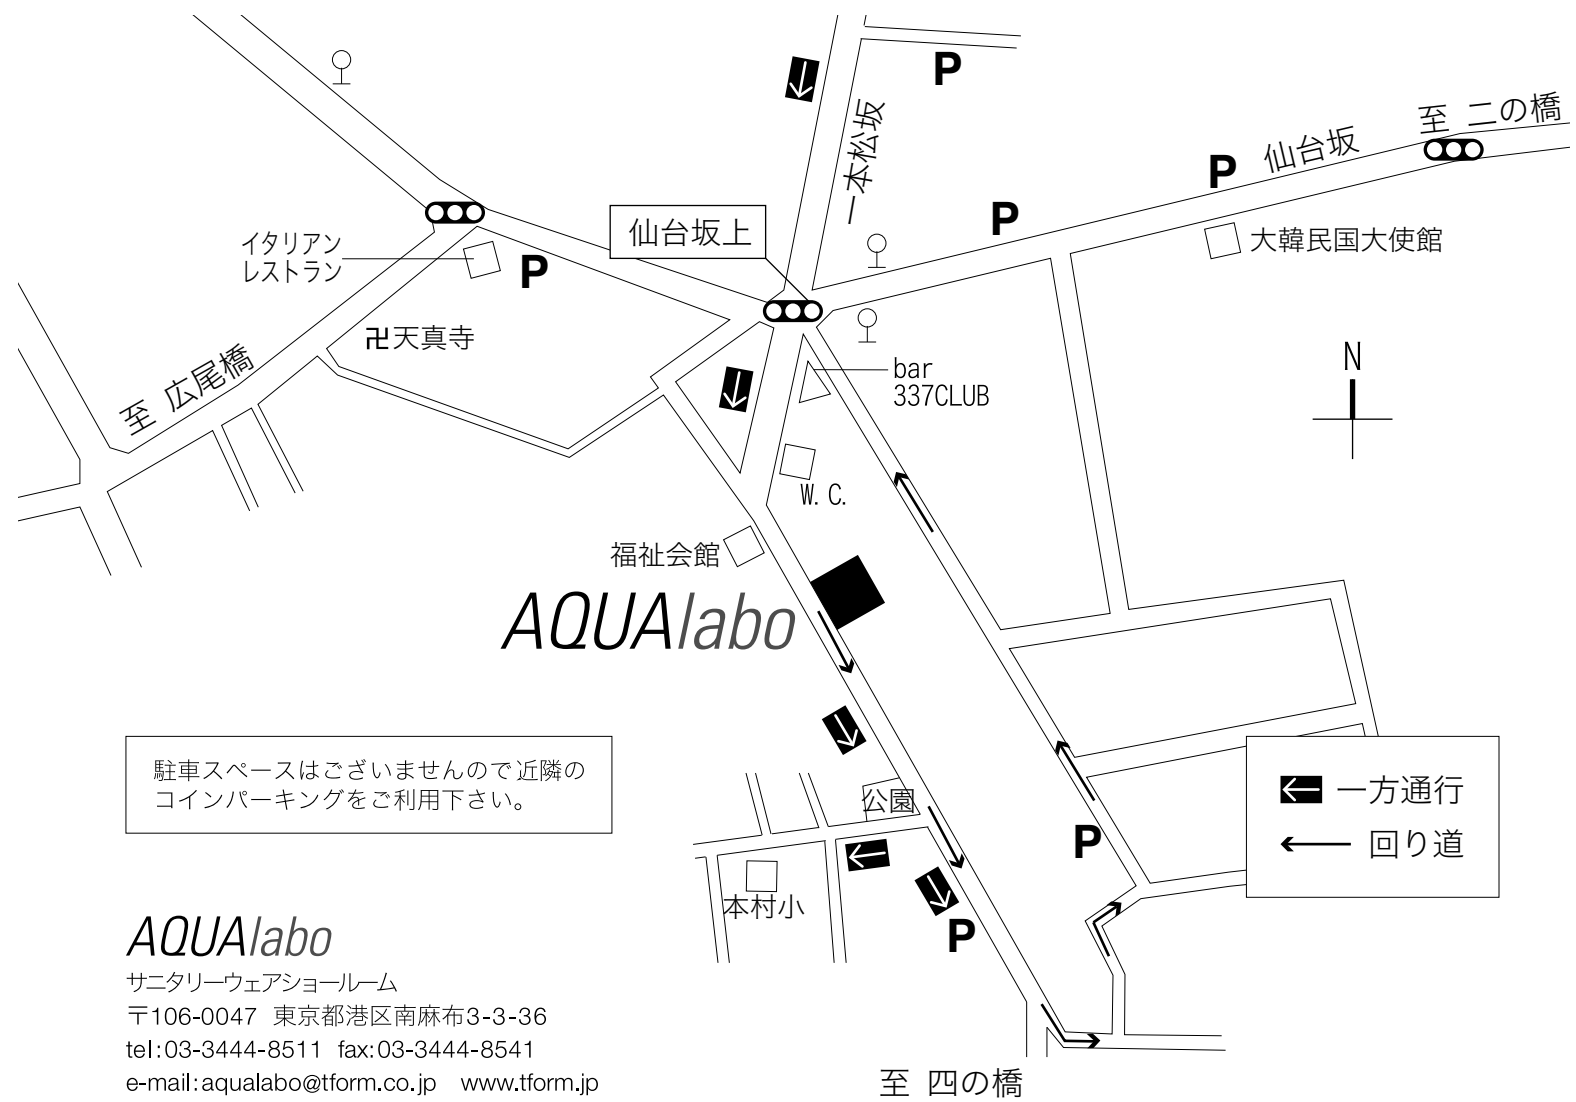 P
一本松坂
至 二の橋
仙台坂
P
P
仙台坂上
大韓民国大使館
イタリアン
レストラン
P
卍天真寺
至 広尾橋
bar
337CLUB
N
W. C.
福祉会館
AQUAlabo
駐車スペースはございませんので近隣の
コインパーキングをご利用下さい。
公園
一方通行
回り道
P
本村小
P
AQUAlabo
サニタリーウェアショールーム
〒106-0047 東京都港区南麻布3-3-36
tel:03-3444-8511 fax:03-3444-8541
e-mail:aqualabo@tform.co.jp www.tform.jp
至 四の橋